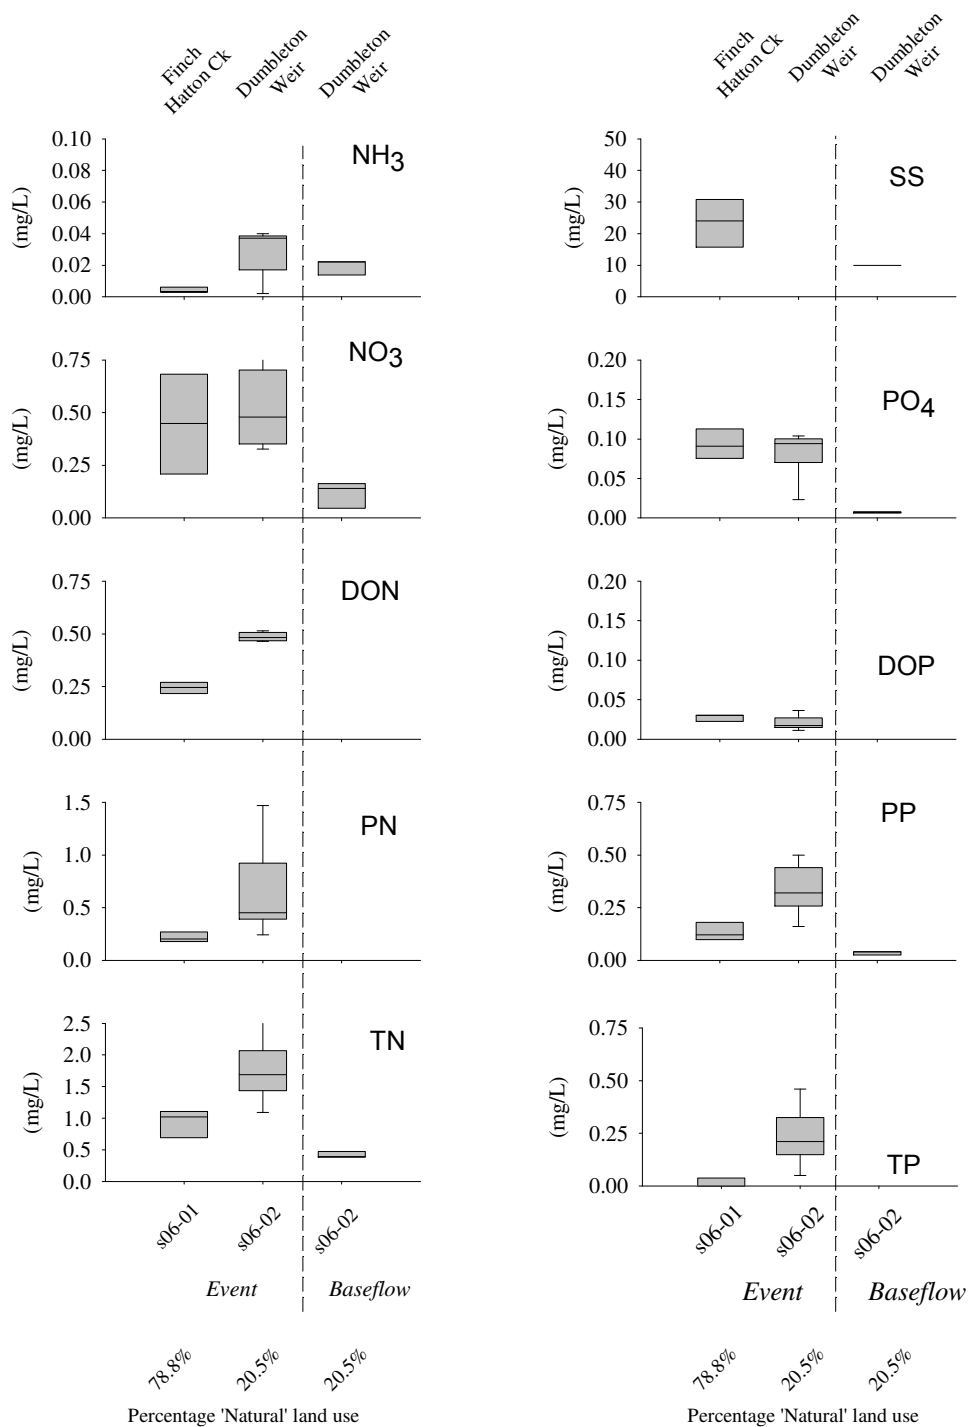 Finch
Hatton Ck
Dumbleton
Weir
Dumbleton
Weir
Finch
Hatton Ck
Dumbleton
Weir
Dumbleton
Weir
NH3
(mg/L)
0.10
0.08
0.06
0.04
0.02
0.00
SS
(mg/L)
50
40
30
20
10
0
NO3
(mg/L)
0.75
0.50
0.25
0.00
PO4
(mg/L)
0.20
0.15
0.10
0.05
0.00
DON
(mg/L)
0.75
0.50
0.25
0.00
DOP
(mg/L)
0.20
0.15
0.10
0.05
0.00
PN
(mg/L)
1.5
1.0
0.5
0.0
PP
(mg/L)
0.75
0.50
0.25
0.00
TN
(mg/L)
2.5
2.0
1.5
1.0
0.5
0.0
TP
(mg/L)
0.75
0.50
0.25
0.00
s06-01
s06-02
s06-02
s06-01
s06-02
s06-02
Event
Baseflow
Event
Baseflow
78.8%
20.5%
20.5%
78.8%
20.5%
20.5%
Percentage 'Natural' land use
Percentage 'Natural' land use